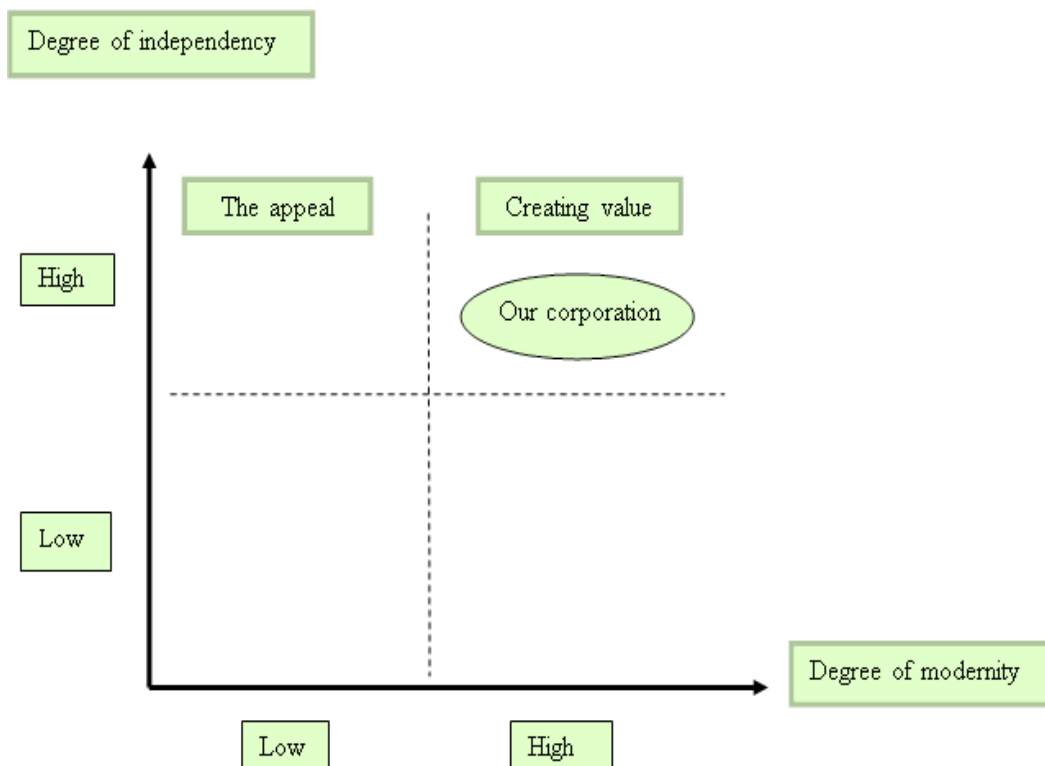 Degree of independency
The appeal
Creating value
High
Our corporation
Low
Degree of modernity
Low
High